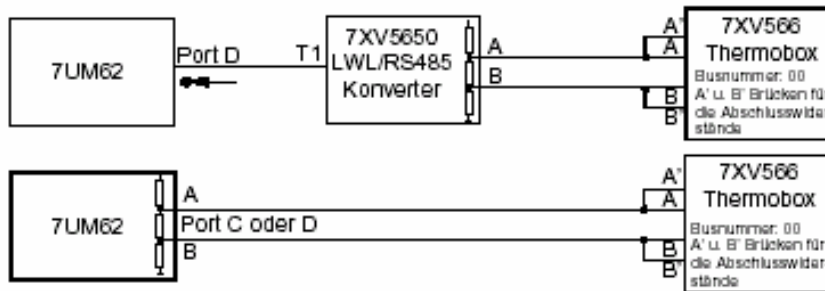 7UM62
Port D
T1
7XV5650
LWL/RS485
Konverter
A
B
A'
A
B
B'
7XV566
Thermobox
Busnummer: 00
A' u. B' Brücken für
die Abschlusswider
stände
7UM62
A
Port C oder D
B
A'
A
B
B'
7XV566
Thermobox
Busnummer: 00
A' u. B' Brücken für
die Abschlusswider
stände